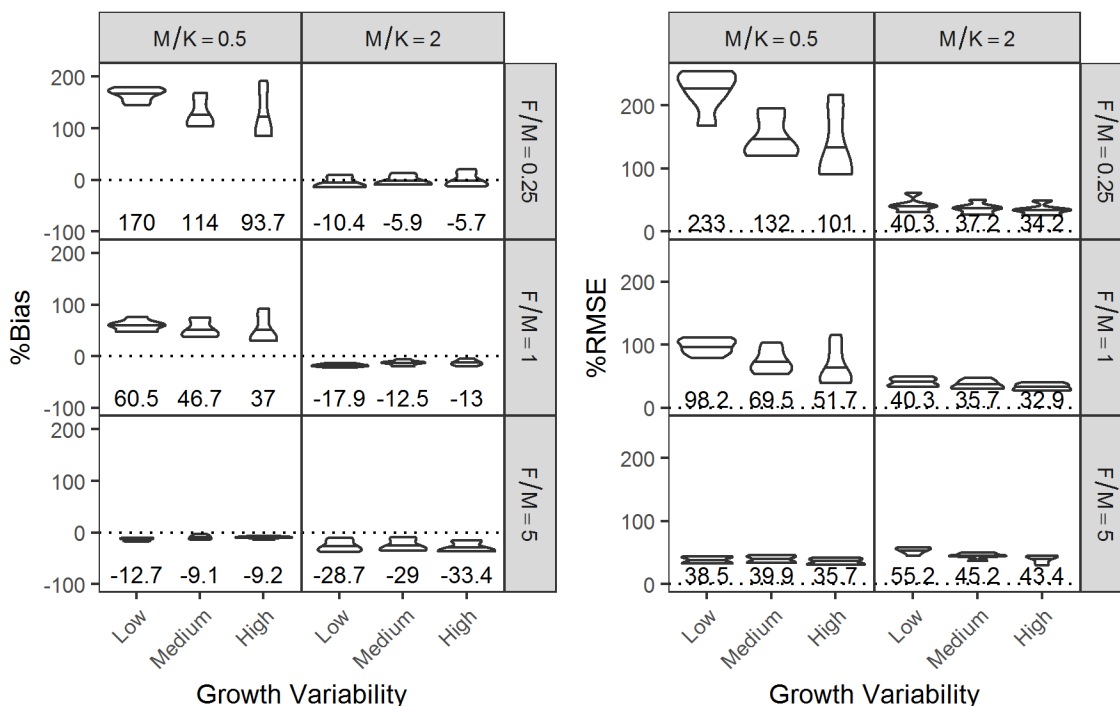 M/K = 0.5 M/K = 2
%Bias
200
100
0
-100
170 114 93.7 -10.4 -5.9 -5.7
F/M = 0.25
200
100
0
-100
60.5 46.7 37 -17.9 -12.5 -13
F/M = 1
200
100
0
-100
-12.7 -9.1 -9.2 -28.7 -29 -33.4
F/M = 5
Low Medium High Low Medium High
Growth Variability
M/K = 0.5 M/K = 2
%RMSE
200
100
0
233 132 101 40.3 37.2 34.2
F/M = 0.25
200
100
0
98.2 69.5 51.7 40.3 35.7 32.9
F/M = 1
200
100
0
38.5 39.9 35.7 55.2 45.2 43.4
F/M = 5
Low Medium High Low Medium High
Growth Variability